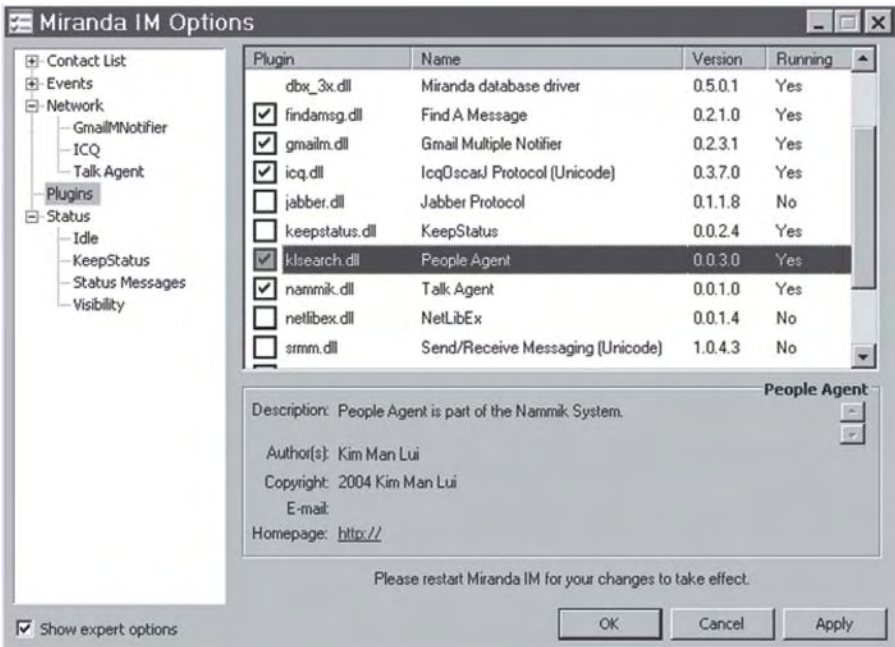 Miranda IM Options
Contact List
Events
Network
GmailMNotifier
ICQ
Talk Agent
Plugins
Status
Idle
KeepStatus
Status Messages
Visibility
Plugin Name Version Running
dbx_3x.dll Miranda database driver 0.5.0.1 Yes
findamsg.dll Find A Message 0.2.1.0 Yes
gmailm.dll Gmail Multiple Notifier 0.2.3.1 Yes
icq.dll IcqOscarJ Protocol (Unicode) 0.3.7.0 Yes
jabber.dll Jabber Protocol 0.1.1.8 No
keepstatus.dll KeepStatus 0.0.2.4 Yes
klsearch.dll People Agent 0.0.3.0 Yes
nammik.dll Talk Agent 0.0.1.0 Yes
netlibex.dll NetLibEx 0.0.1.4 No
srmm.dll Send/Receive Messaging (Unicode) 1.0.4.3 No
People Agent
Description: People Agent is part of the Nammik System.
Author(s): Kim Man Lui
Copyright: 2004 Kim Man Lui
E-mail:
Homepage: http://
Please restart Miranda IM for your changes to take effect.
Show expert options
OK Cancel Apply